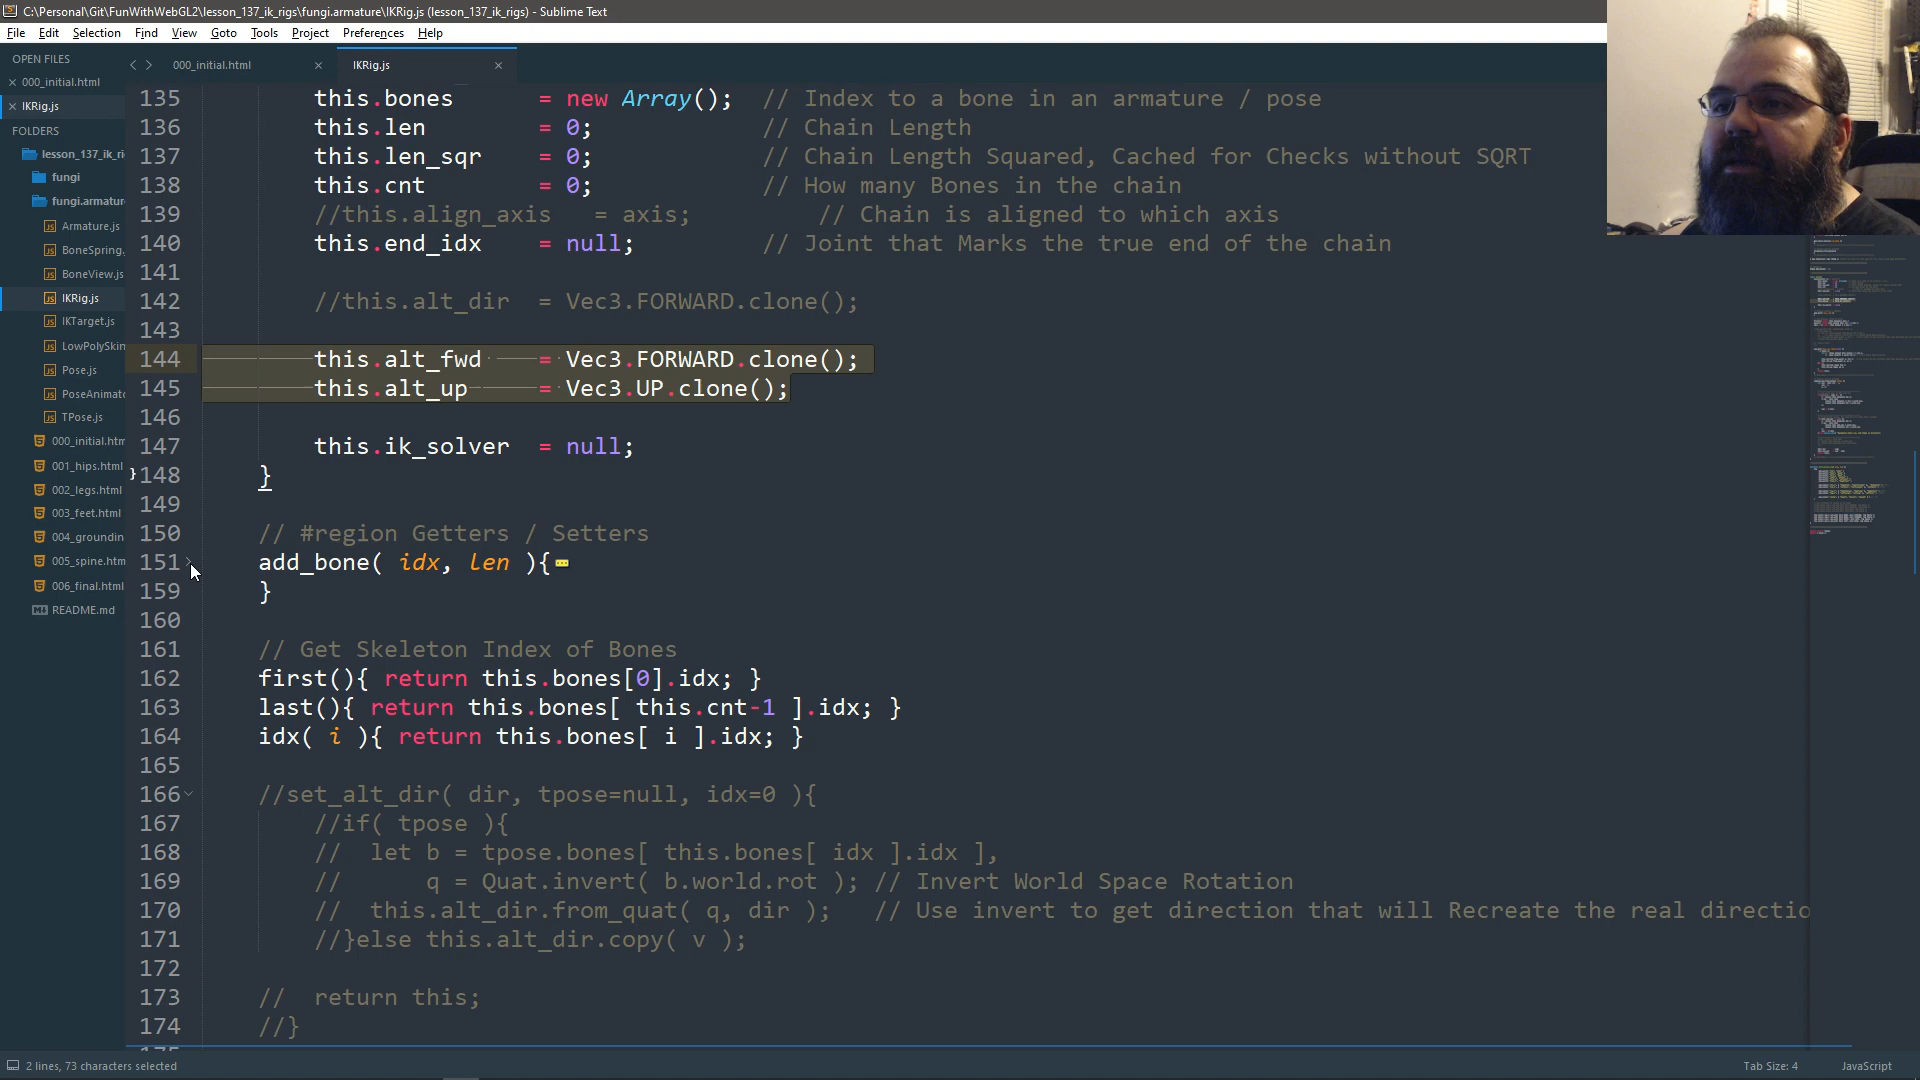 C:\Personal\Git\FunWithWebGL2\lesson_137_ik_rigs\fungi.armature\IKRig.js (lesson_137_ik_rigs) - Sublime Text
File Edit Selection Find View Goto Tools Project Preferences Help
OPEN FILES
000_initial.html
IKRig.js
FOLDERS
lesson_137_ik_ri
fungi
fungi.armatur
Armature.js
BoneSpring.
BoneView.js
IKRig.js
IKTarget.js
LowPolySkin
Pose.js
PoseAnimato
TPose.js
000_initial.htm
001_hips.html
002_legs.html
003_feet.html
004_groundin
005_spine.htm
006_final.html
README.md
000_initial.html
IKRig.js
135 this.bones = new Array(); // Index to a bone in an armature / pose
136 this.len = 0; // Chain Length
137 this.len_sqr = 0; // Chain Length Squared, Cached for Checks without SQRT
138 this.cnt = 0; // How many Bones in the chain
139 //this.align_axis = axis; // Chain is aligned to which axis
140 this.end_idx = null; // Joint that Marks the true end of the chain
141
142 //this.alt_dir = Vec3.FORWARD.clone();
143
144 this.alt_fwd = Vec3.FORWARD.clone();
145 this.alt_up = Vec3.UP.clone();
146
147 this.ik_solver = null;
148 }
149
150 // #region Getters / Setters
151 add_bone( idx, len ){
159 }
160
161 // Get Skeleton Index of Bones
162 first(){ return this.bones[0].idx; }
163 last(){ return this.bones[ this.cnt-1 ].idx; }
164 idx( i ){ return this.bones[ i ].idx; }
165
166 //set_alt_dir( dir, tpose=null, idx=0 ){
167 //if( tpose ){
168 // let b = tpose.bones[ this.bones[ idx ].idx ],
169 // q = Quat.invert( b.world.rot ); // Invert World Space Rotation
170 // this.alt_dir.from_quat( q, dir ); // Use invert to get direction that will Recreate the real directio
171 //}else this.alt_dir.copy( v );
172
173 // return this;
174 //}
2 lines, 73 characters selected
Tab Size: 4
JavaScript